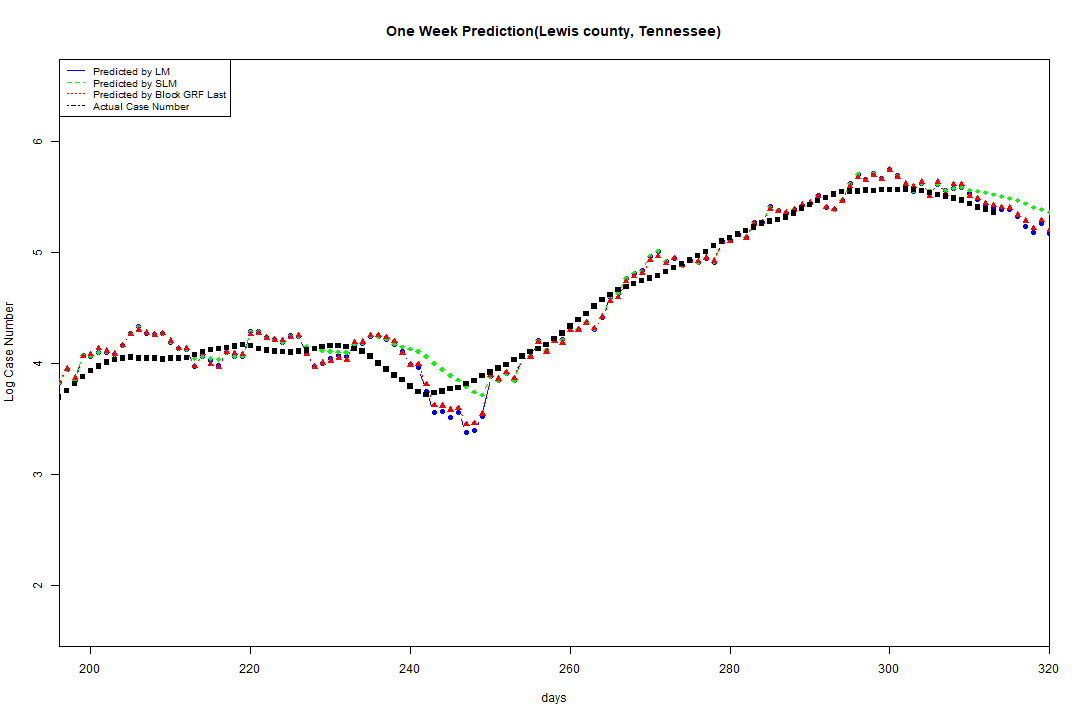 One Week Prediction(Lewis county, Tennessee)
Predicted by LM
Predicted by SLM
Predicted by Block GRF Last
Actual Case Number
6
5
4
3
2
Log Case Number
200 220 240 260 280 300 320
days